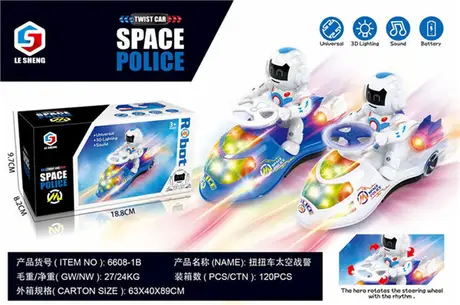 LE SHENG
TWIST CAR
SPACE
POLICE
Universal
3D Lighting
Sound
Battery
SPACE
POLICE
Robot
9.7CM
8.2CM
18.8CM
产品货号 ( ITEM NO ): 6608-1B
毛重/净重( GW/NW ): 27/24KG
外箱规格( CARTON SIZE ): 63X40X89CM
产品名称(NAME): 扭扭车太空战警
装箱数 ( PCS/CTN ) : 120PCS
The hero rotates the steering wheel
with the rhythm.